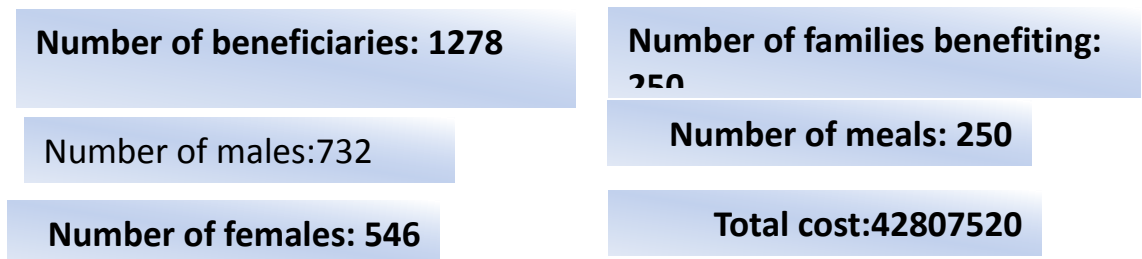 Number of beneficiaries: 1278
Number of families benefiting:
250
Number of males:732
Number of meals: 250
Number of females: 546
Total cost:42807520